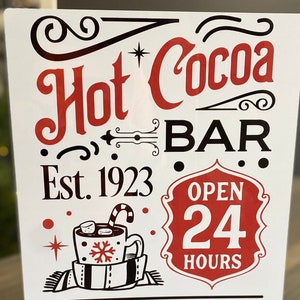 Hot Cocoa
BAR
Est. 1923
OPEN
24
HOURS